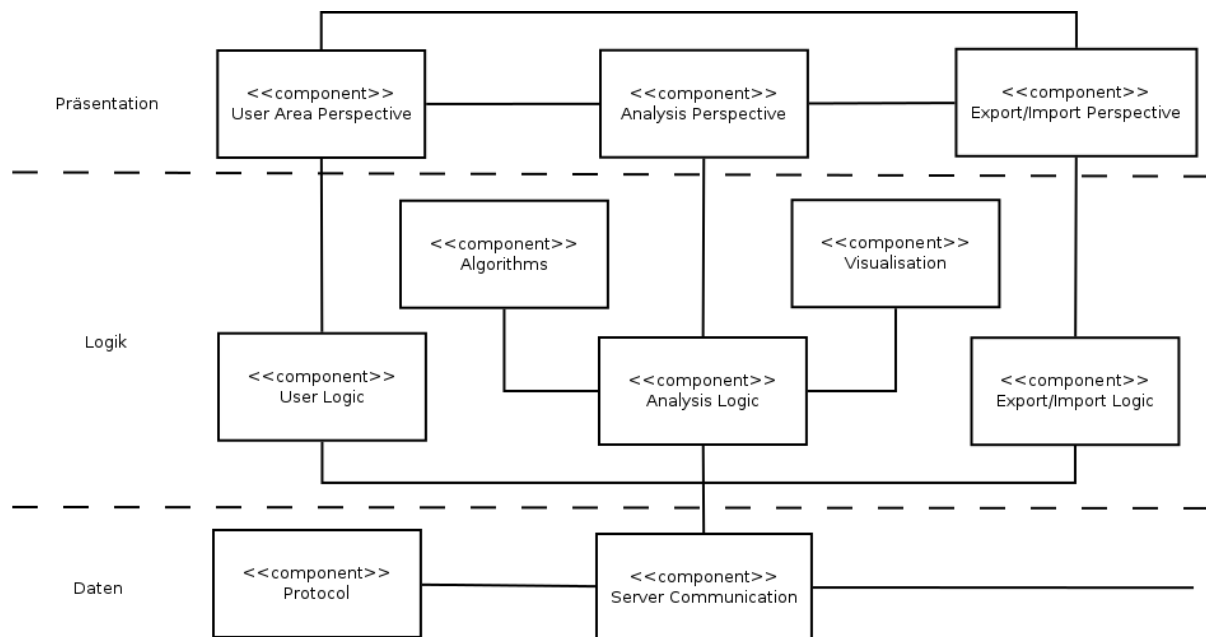 Präsentation
<<component>>
User Area Perspective
<<component>>
Analysis Perspective
<<component>>
Export/Import Perspective
<<component>>
Algorithms
<<component>>
Visualisation
Logik
<<component>>
User Logic
<<component>>
Analysis Logic
<<component>>
Export/Import Logic
Daten
<<component>>
Protocol
<<component>>
Server Communication